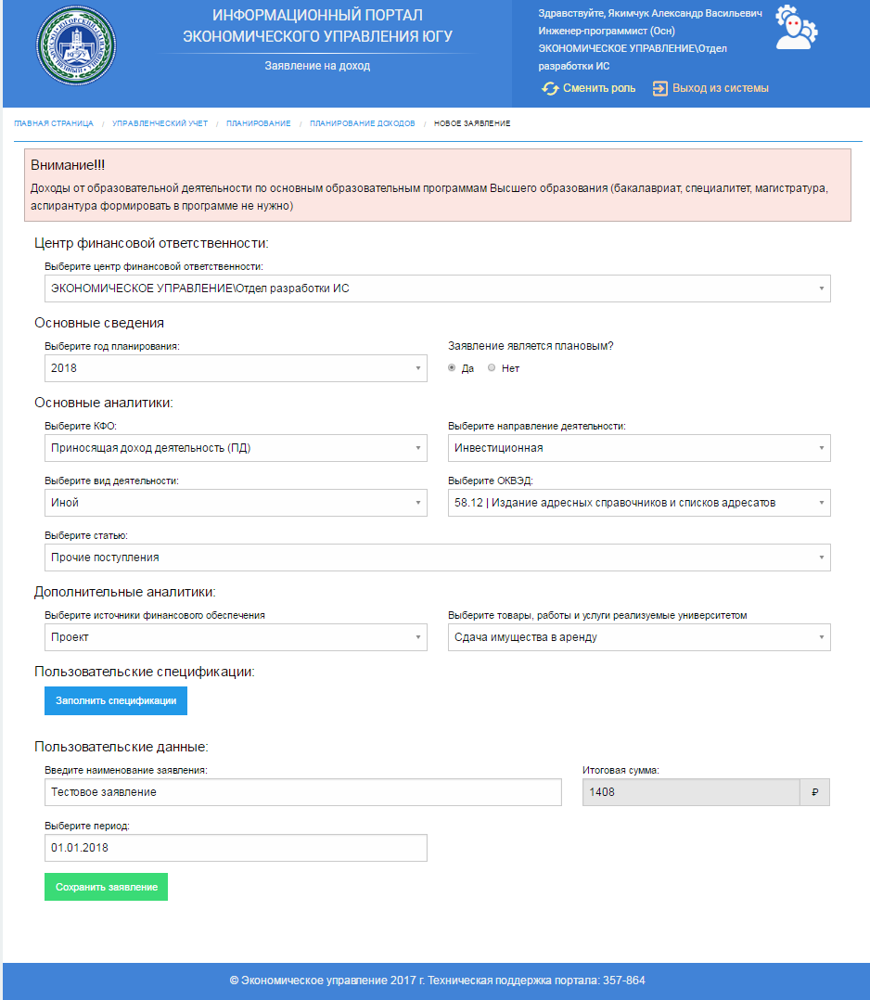 ИНФОРМАЦИОННЫЙ ПОРТАЛ
ЭКОНОМИЧЕСКОГО УПРАВЛЕНИЯ ЮГУ
Заявление на доход
Здравствуйте, Якимчук Александр Васильевич
Инженер-программист (Осн)
ЭКОНОМИЧЕСКОЕ УПРАВЛЕНИЕ\Отдел
разработки ИС
Сменить роль Выход из системы
ГЛАВНАЯ СТРАНИЦА / УПРАВЛЕНЧЕСКИЙ УЧЕТ / ПЛАНИРОВАНИЕ / ПЛАНИРОВАНИЕ ДОХОДОВ / НОВОЕ ЗАЯВЛЕНИЕ
Внимание!!!
Доходы от образовательной деятельности по основным образовательным программам Высшего образования (бакалавриат, специалитет, магистратура,
аспирантура формировать в программе не нужно)
Центр финансовой ответственности:
Выберите центр финансовой ответственности:
ЭКОНОМИЧЕСКОЕ УПРАВЛЕНИЕ\Отдел разработки ИС
Основные сведения
Выберите год планирования: Заявление является плановым?
2018 Да Нет
Основные аналитики:
Выберите КФО: Выберите направление деятельности:
Приносящая доход деятельность (ПД) Инвестиционная
Выберите вид деятельности: Выберите ОКВЭД:
Иной 58.12 | Издание адресных справочников и списков адресатов
Выберите статью:
Прочие поступления
Дополнительные аналитики:
Выберите источники финансового обеспечения Выберите товары, работы и услуги реализуемые университетом
Проект Сдача имущества в аренду
Пользовательские спецификации:
Заполнить спецификации
Пользовательские данные:
Введите наименование заявления: Итоговая сумма:
Тестовое заявление 1408 ₽
Выберите период:
01.01.2018
Сохранить заявление
© Экономическое управление 2017 г. Техническая поддержка портала: 357-864